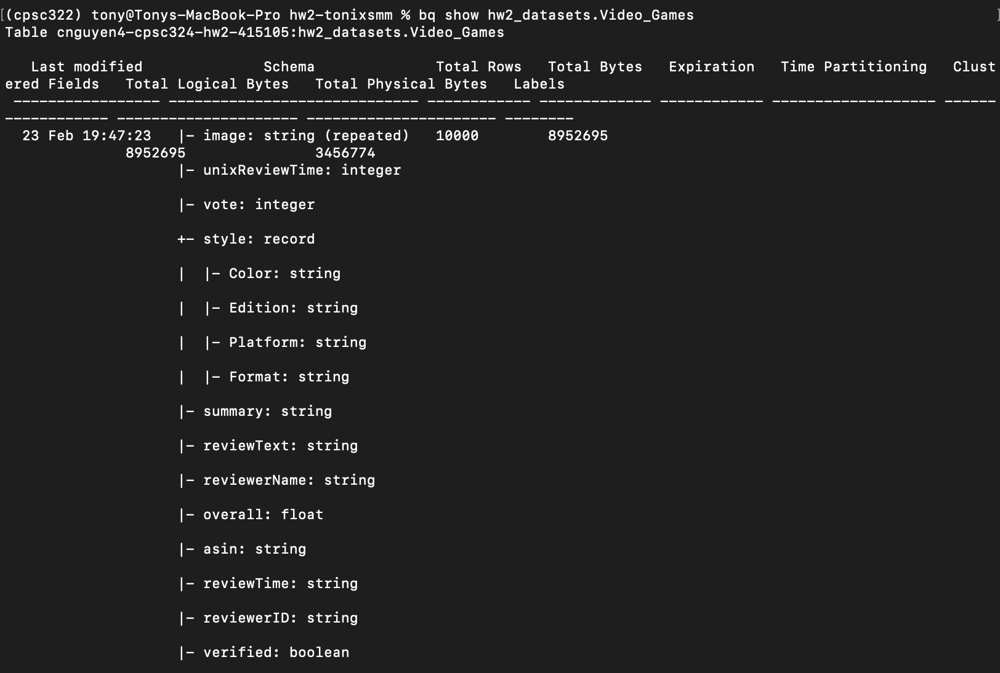 [(cpsc322) tony@Tonys-MacBook-Pro hw2-tonixsmm % bq show hw2_datasets.Video_Games ]
Table cnguyen4-cpsc324-hw2-415105:hw2_datasets.Video_Games
Last modified Schema Total Rows Total Bytes Expiration Time Partitioning Clust
ered Fields Total Logical Bytes Total Physical Bytes Labels
----------------- ----------------------------- ------------ ------------- ------------ ------------------- ------
------------ --------------------- ---------------------- --------
23 Feb 19:47:23 |- image: string (repeated) 10000 8952695
8952695 3456774
|- unixReviewTime: integer
|- vote: integer
+- style: record
| |- Color: string
| |- Edition: string
| |- Platform: string
| |- Format: string
|- summary: string
|- reviewText: string
|- reviewerName: string
|- overall: float
|- asin: string
|- reviewTime: string
|- reviewerID: string
|- verified: boolean